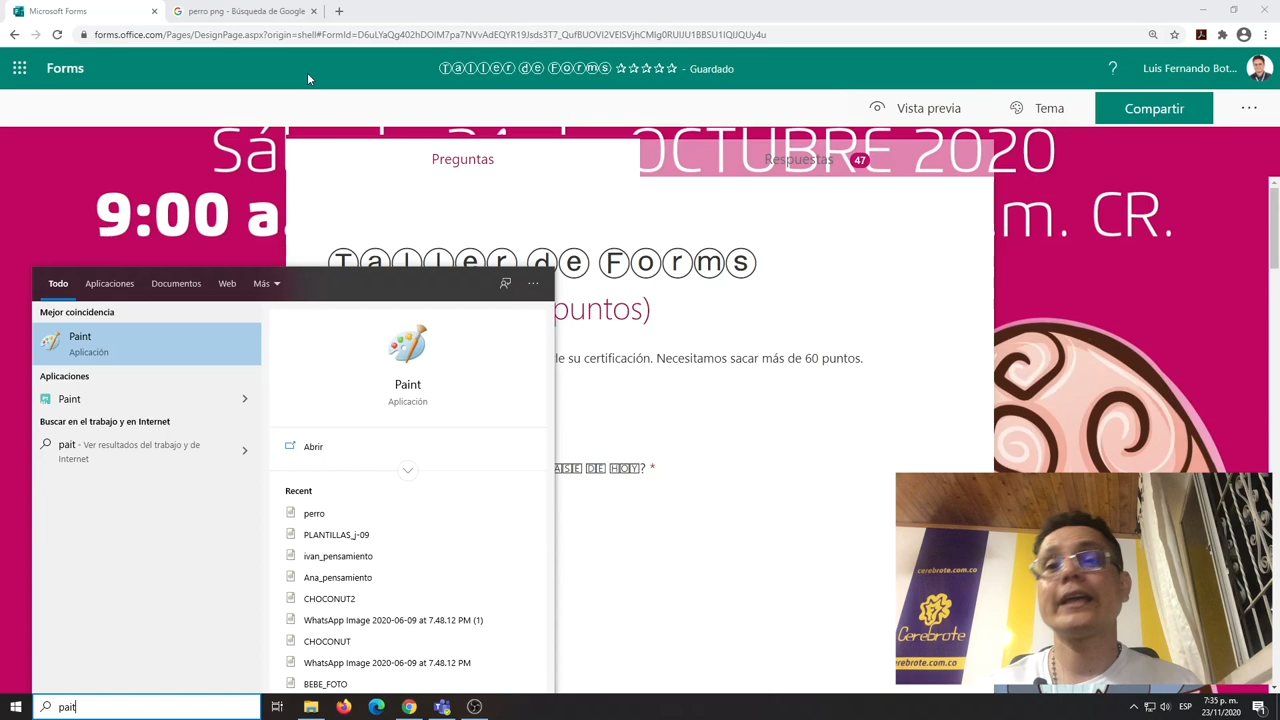 Microsoft Forms
perro png - Búsqueda de Google
forms.office.com/Pages/DesignPage.aspx?origin=shell#FormId=D6uLYaQg402hDOIM7pa7NVvAdEQYR19Jsds3T7_QufBUOVI2VElSVjhCMlg0RUlJU1BBSU1IQlJQUy4u
Forms
Ⓣⓐⓛⓛⓔⓡ ⓓⓔ Ⓕⓞⓡⓜⓢ ☆☆☆☆☆ - Guardado
?
Luis Fernando Bot...
Vista previa
Tema
Compartir
OCTUBRE 2020
Preguntas
Respuestas 47
9:00 a.
.m. CR.
Ⓣⓐⓛⓛⓔⓡ ⓓⓔ Ⓕⓞⓡⓜⓢ
puntos)
le su certificación. Necesitamos sacar más de 60 puntos.
🄰🅂🄴 🄳🄴 🄷🄾🅈? *
Todo
Aplicaciones
Documentos
Web
Más
Mejor coincidencia
Paint
Aplicación
Aplicaciones
Paint
Buscar en el trabajo y en Internet
pait - Ver resultados del trabajo y de
Internet
Paint
Aplicación
Abrir
Recent
perro
PLANTILLAS_j-09
ivan_pensamiento
Ana_pensamiento
CHOCONUT2
WhatsApp Image 2020-06-09 at 7.48.12 PM (1)
CHOCONUT
WhatsApp Image 2020-06-09 at 7.48.12 PM
BEBE_FOTO
cerebrote.com.co
Cerebrote
erebrote.com.co
pait
ESP
7:35 p. m.
23/11/2020
1